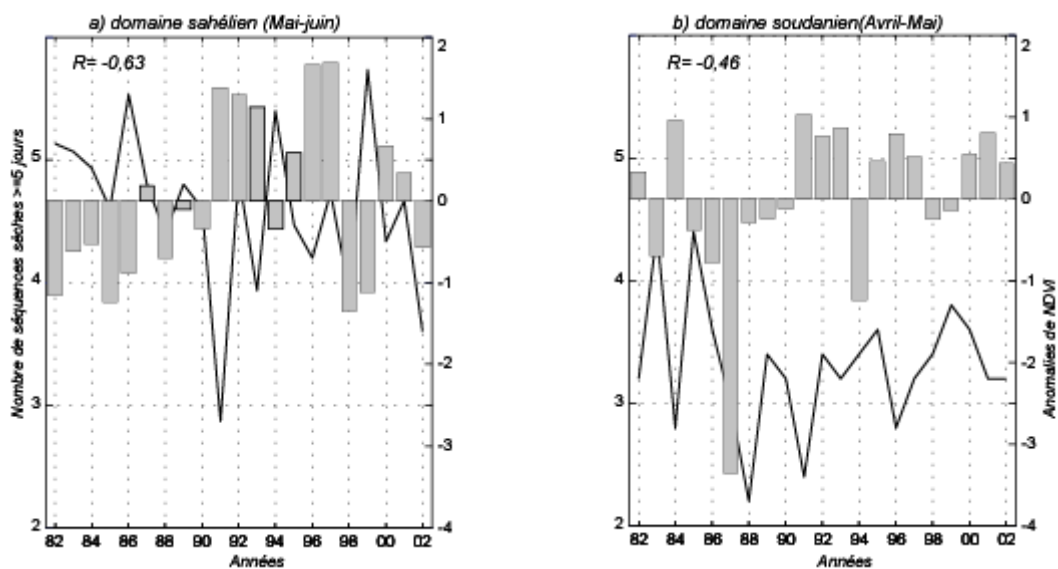 a) domaine sahélien (Mai-juin)
R= -0,63
Nombre de séquences sèches >=5 jours
5
4
3
2
2
1
0
-1
-2
-3
-4
82 84 86 88 90 92 94 96 98 00 02
Années
b) domaine soudanien(Avril-Mai)
R= -0,46
5
4
3
2
2
1
0
-1
-2
-3
-4
Anomalies de NDVI
82 84 86 88 90 92 94 96 98 00 02
Années